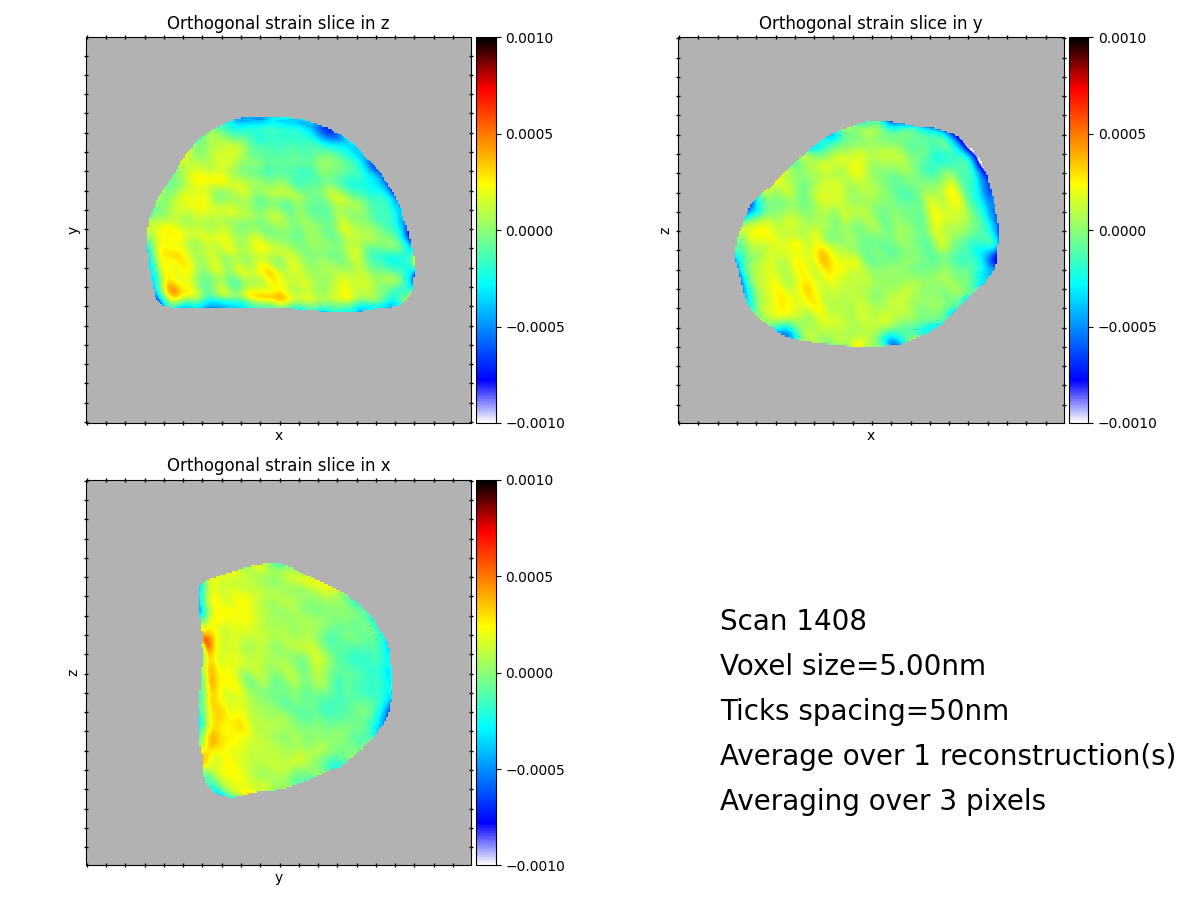 Orthogonal strain slice in z
y
x
0.0010
0.0005
0.0000
−0.0005
−0.0010
Orthogonal strain slice in y
z
x
0.0010
0.0005
0.0000
−0.0005
−0.0010
Orthogonal strain slice in x
z
y
0.0010
0.0005
0.0000
−0.0005
−0.0010
Scan 1408
Voxel size=5.00nm
Ticks spacing=50nm
Average over 1 reconstruction(s)
Averaging over 3 pixels